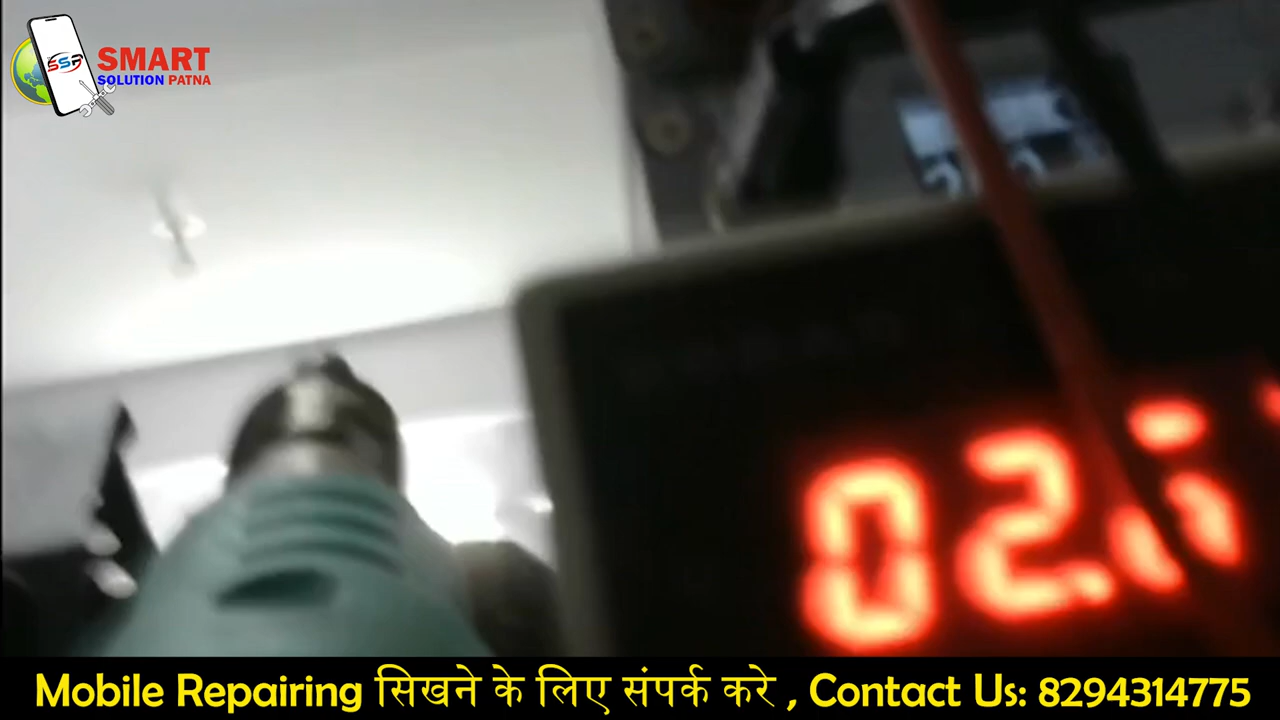 SSP
SMART
SOLUTION PATNA
02.
Mobile Repairing सिखने के लिए संपर्क करे , Contact Us: 8294314775